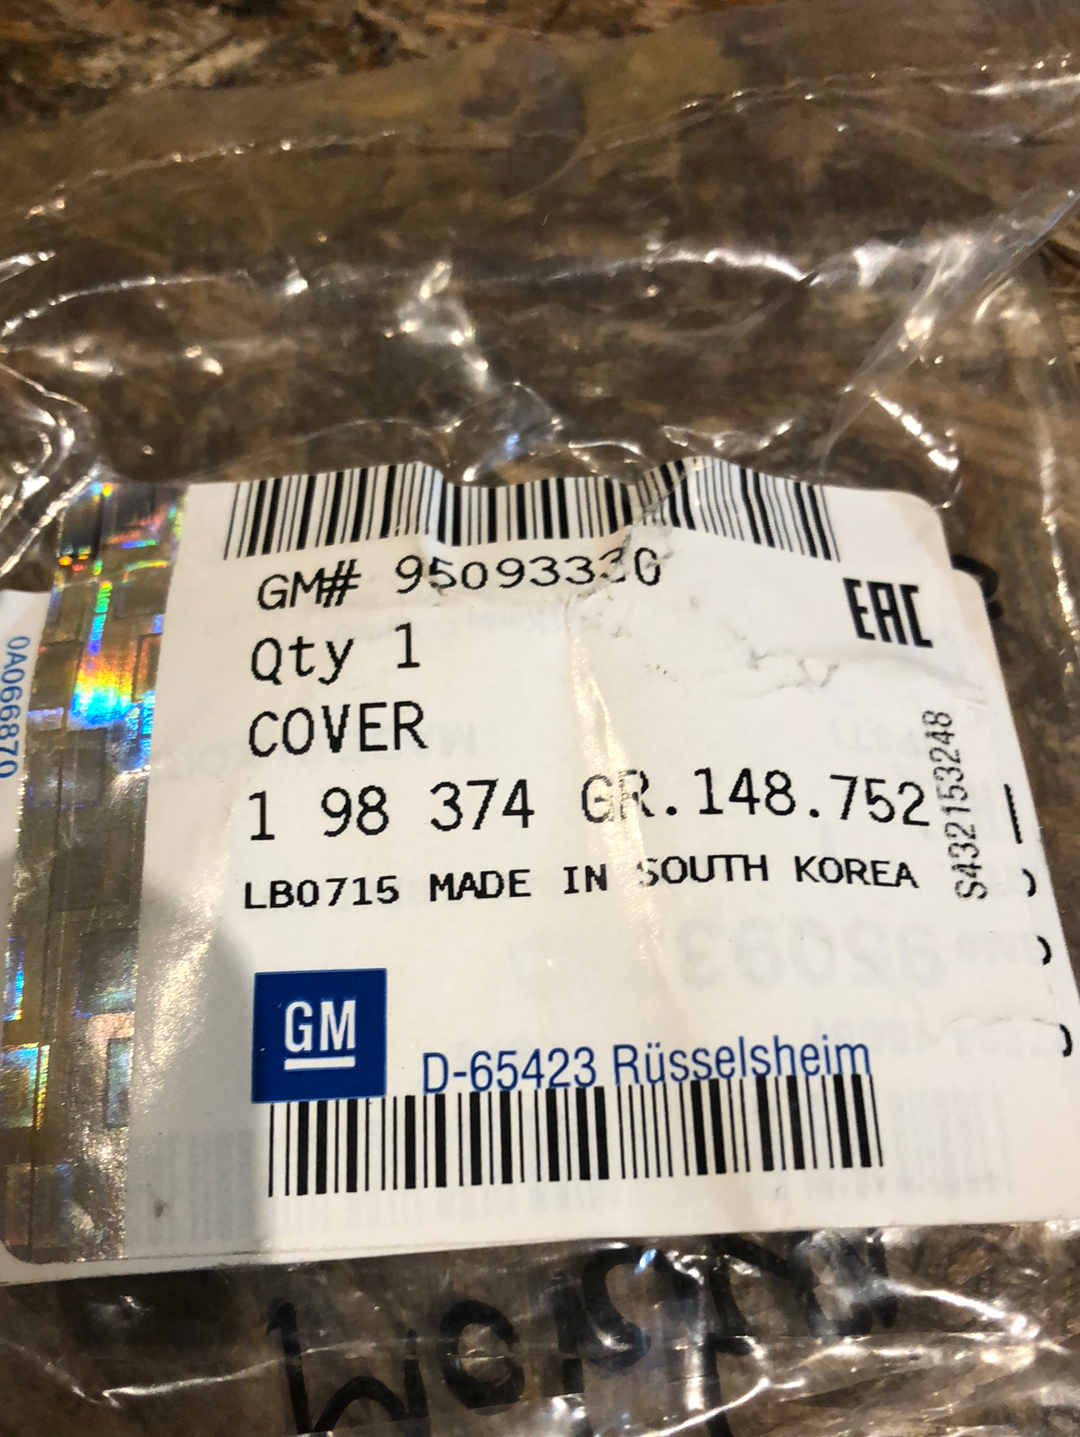 GM# 95093330
EAC
Qty 1
COVER
1 98 374 GR.148.752
S432153248
LB0715 MADE IN SOUTH KOREA
GM
D-65423 Rüsselsheim
0A066870